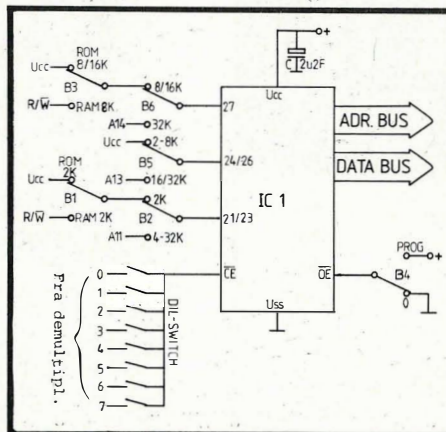 ROM
8/16K
Ucc
B3
8/16K
R/W̅
RAM 8K
B6
27
A14
32K
Ucc
2-8K
B5
24/26
ROM
2K
Ucc
A13
16/32K
B1
2K
R/W̅
RAM 2K
B2
21/23
A11
4-32K
+
C
2u2F
Ucc
ADR. BUS
DATA BUS
IC 1
PROG
+
C̅E̅
O̅E̅
B4
0
Uss
Fra demultipl.
0
1
2
3
4
5
6
7
DIL-SWITCH